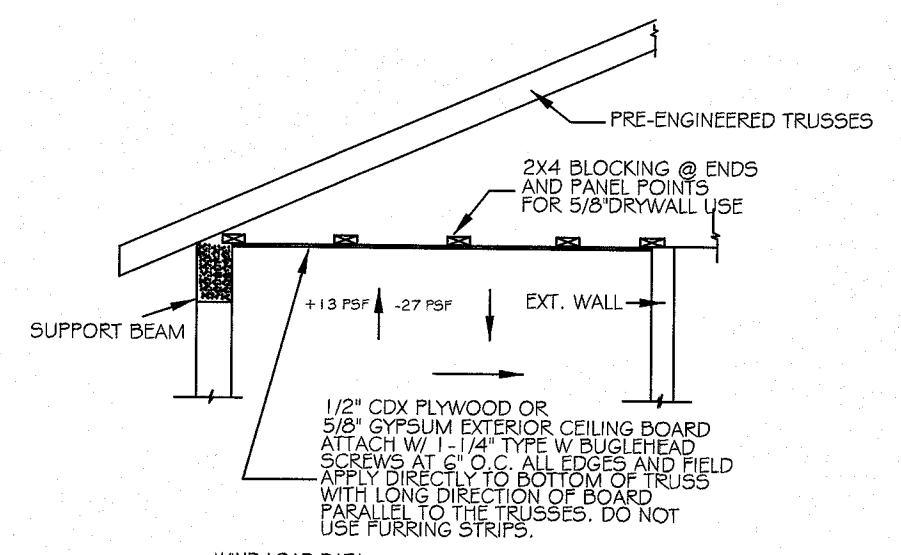 PRE-ENGINEERED TRUSSES
2X4 BLOCKING @ ENDS
AND PANEL POINTS
FOR 5/8"DRYWALL USE
+13 PSF
-27 PSF
EXT. WALL
SUPPORT BEAM
1/2" CDX PLYWOOD OR
5/8" GYPSUM EXTERIOR CEILING BOARD
ATTACH W/ 1-1/4" TYPE W BUGLEHEAD
SCREWS AT 6" O.C. ALL EDGES AND FIELD
APPLY DIRECTLY TO BOTTOM OF TRUSS
WITH LONG DIRECTION OF BOARD
PARALLEL TO THE TRUSSES. DO NOT
USE FURRING STRIPS.
WIND LOAD DATA